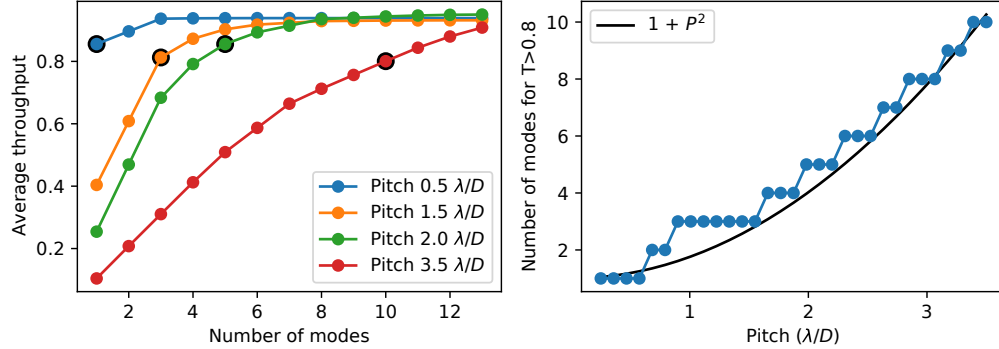 Average throughput
0.8
0.6
0.4
0.2
2 4 6 8 10 12
Number of modes
Pitch 0.5 λ/D
Pitch 1.5 λ/D
Pitch 2.0 λ/D
Pitch 3.5 λ/D
Number of modes for T>0.8
10
8
6
4
2
1 2 3
Pitch (λ/D)
1 + P²